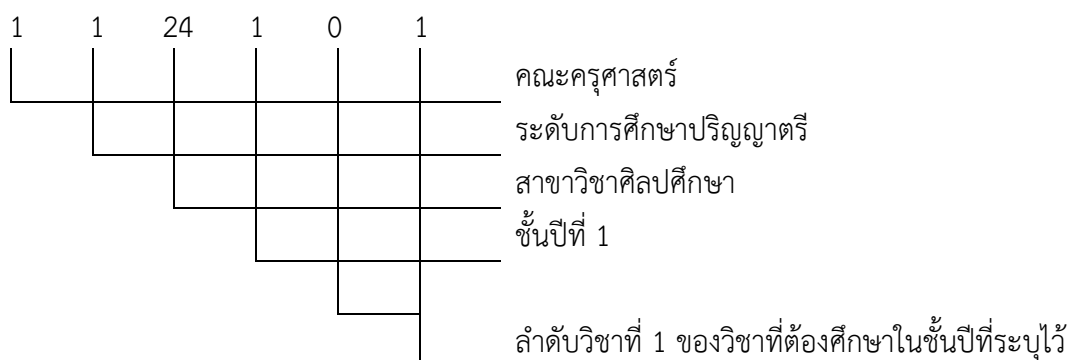 1 1 24 1 0 1
คณะครุศาสตร์
ระดับการศึกษาปริญญาตรี
สาขาวิชาศิลปศึกษา
ชั้นปีที่ 1
ลำดับวิชาที่ 1 ของวิชาที่ต้องศึกษาในชั้นปีที่ระบุไว้